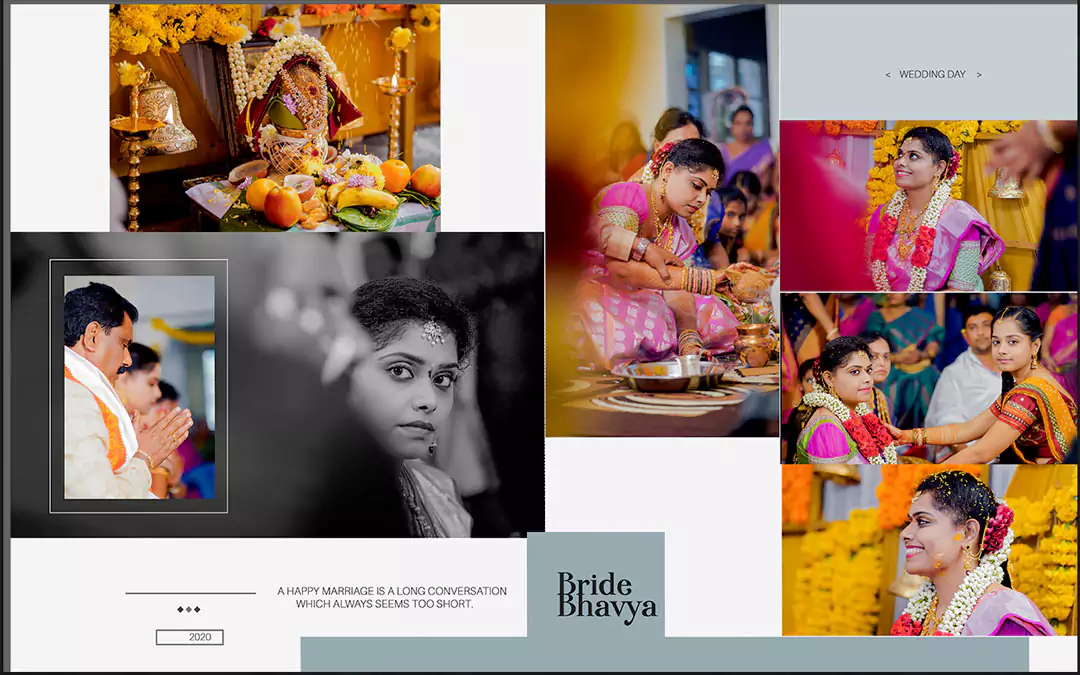 < WEDDING DAY >
A HAPPY MARRIAGE IS A LONG CONVERSATION
WHICH ALWAYS SEEMS TOO SHORT.
2020
Bride
Bhavya